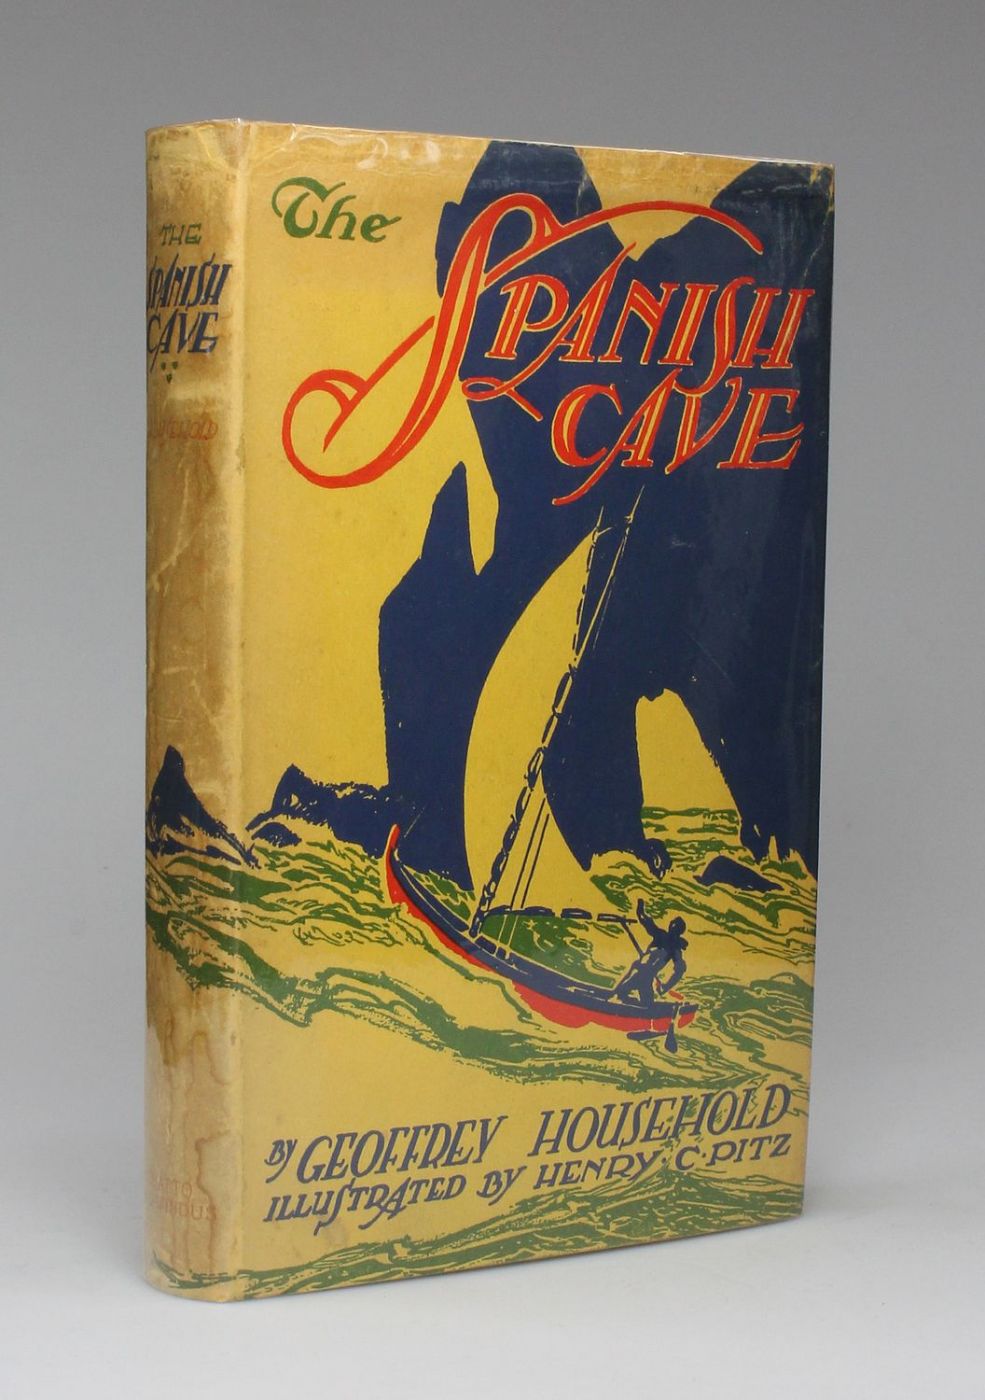 The
SPANISH
CAVE
BY GEOFFREY HOUSEHOLD
ILLUSTRATED BY HENRY·C·PITZ
THE
SPANISH
CAVE